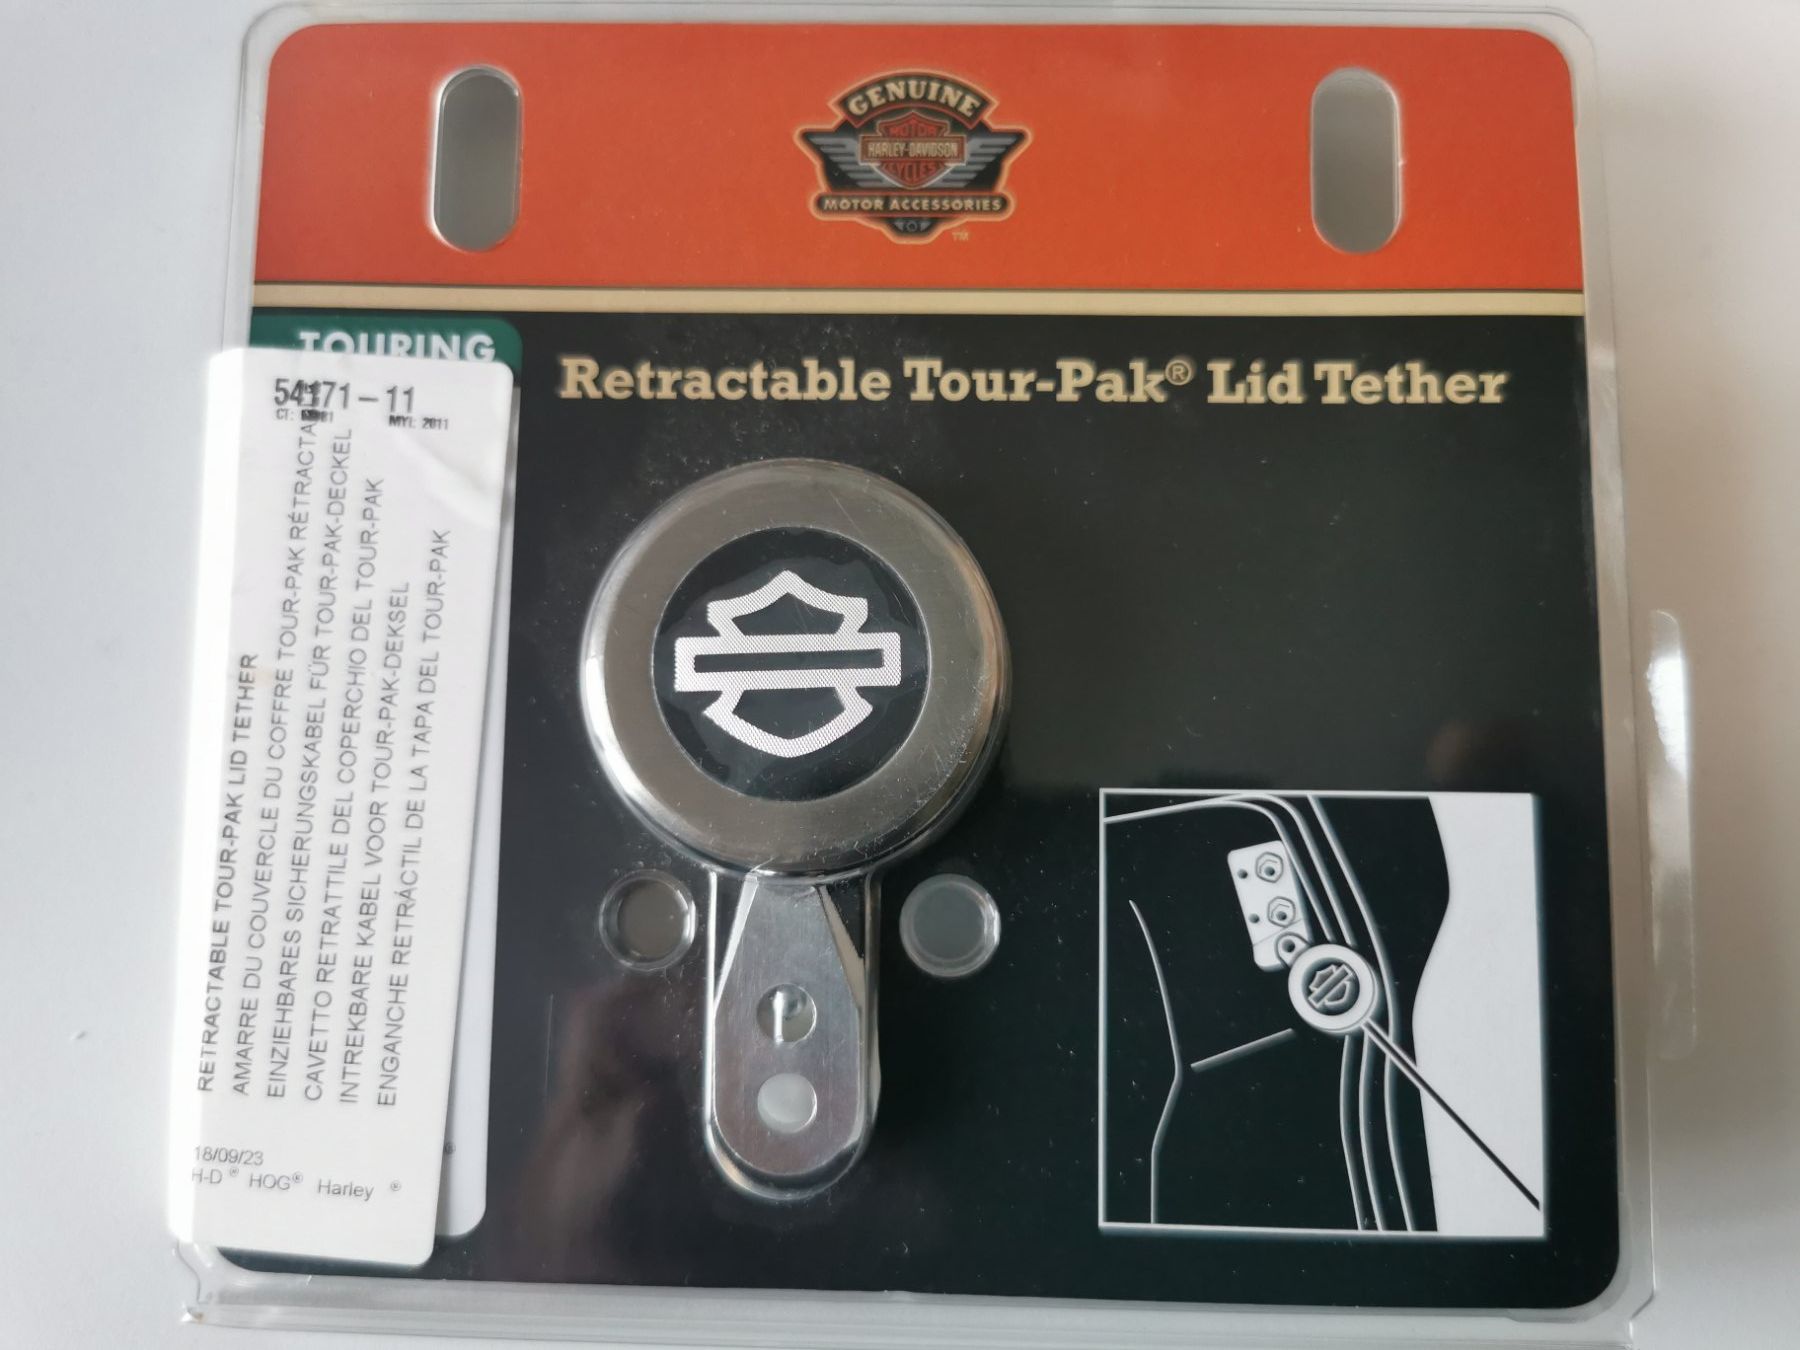 GENUINE
MOTOR
HARLEY-DAVIDSON
CYCLES
MOTOR ACCESSORIES
™
TOURING
Retractable Tour-Pak® Lid Tether
54171-11
CT: MYI: 2011
RETRACTABLE TOUR-PAK LID TETHER
AMARRE DU COUVERCLE DU COFFRE TOUR-PAK RÉTRACTA
EINZIEHBARES SICHERUNGSKABEL FÜR TOUR-PAK-DECKEL
CAVETTO RETRATTILE DEL COPERCHIO DEL TOUR-PAK
INTREKBARE KABEL VOOR TOUR-PAK-DEKSEL
ENGANCHE RETRÁCTIL DE LA TAPA DEL TOUR-PAK
18/09/23
H-D® HOG® Harley ®